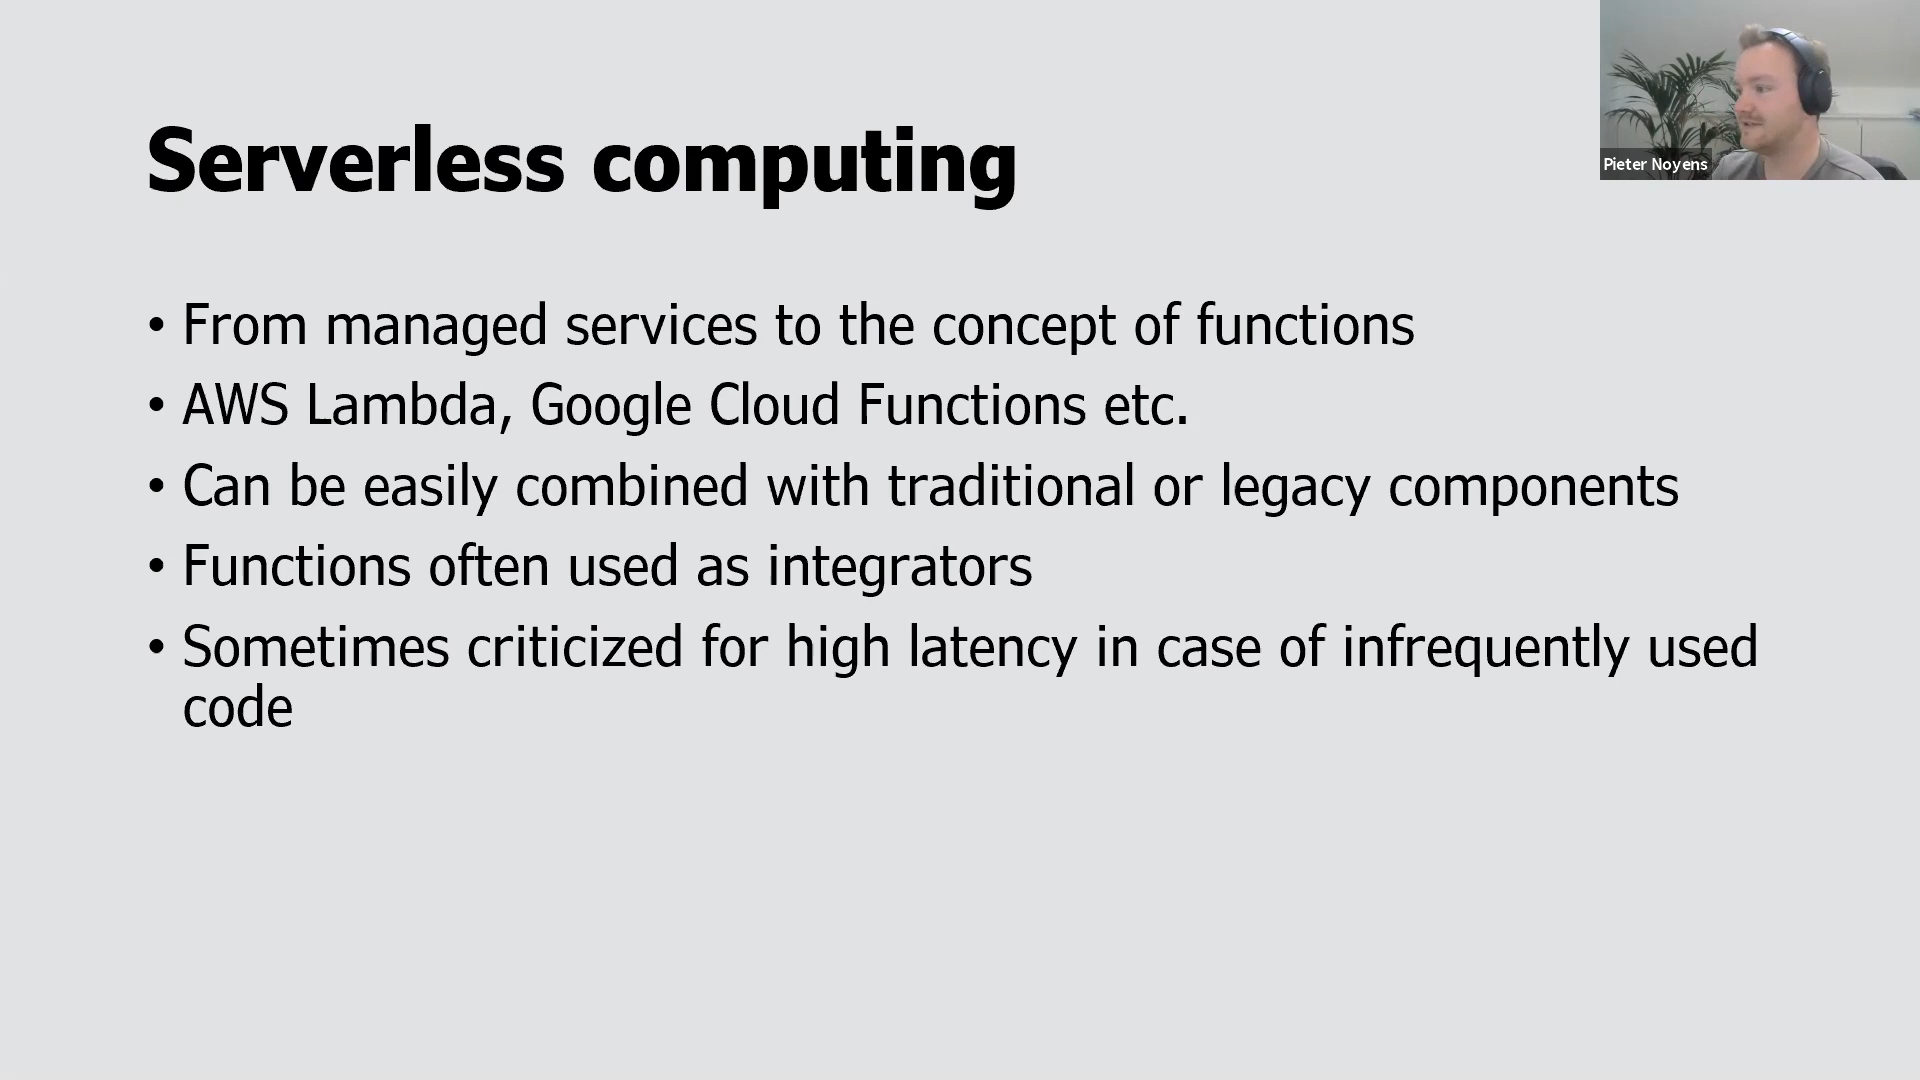 Serverless computing
• From managed services to the concept of functions
• AWS Lambda, Google Cloud Functions etc.
• Can be easily combined with traditional or legacy components
• Functions often used as integrators
• Sometimes criticized for high latency in case of infrequently used
code
Pieter Noyens